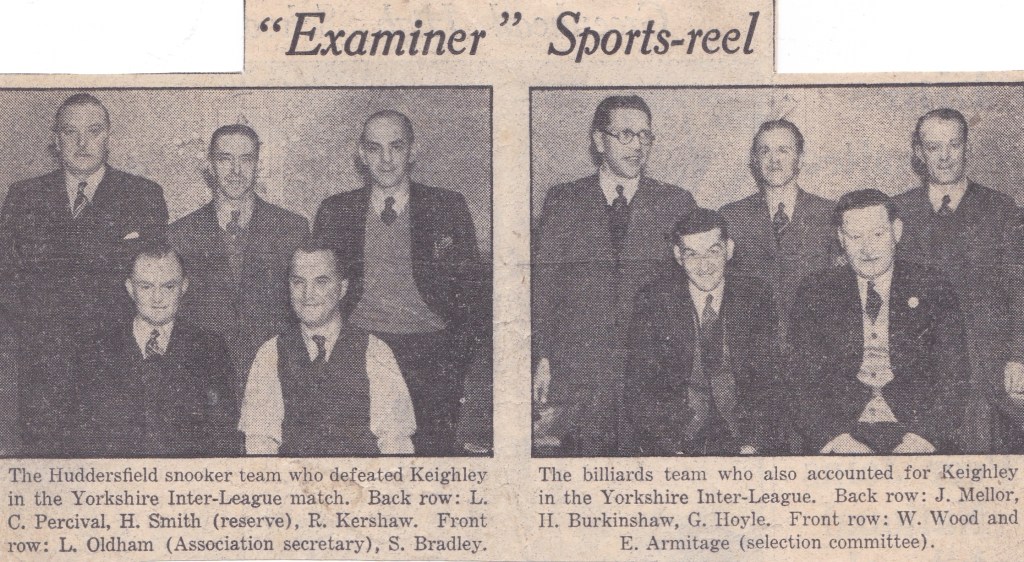 "Examiner" Sports-reel
The Huddersfield snooker team who defeated Keighley
in the Yorkshire Inter-League match. Back row: L.
C. Percival, H. Smith (reserve), R. Kershaw. Front
row: L. Oldham (Association secretary), S. Bradley.
The billiards team who also accounted for Keighley
in the Yorkshire Inter-League. Back row: J. Mellor,
H. Burkinshaw, G. Hoyle. Front row: W. Wood and
E. Armitage (selection committee).